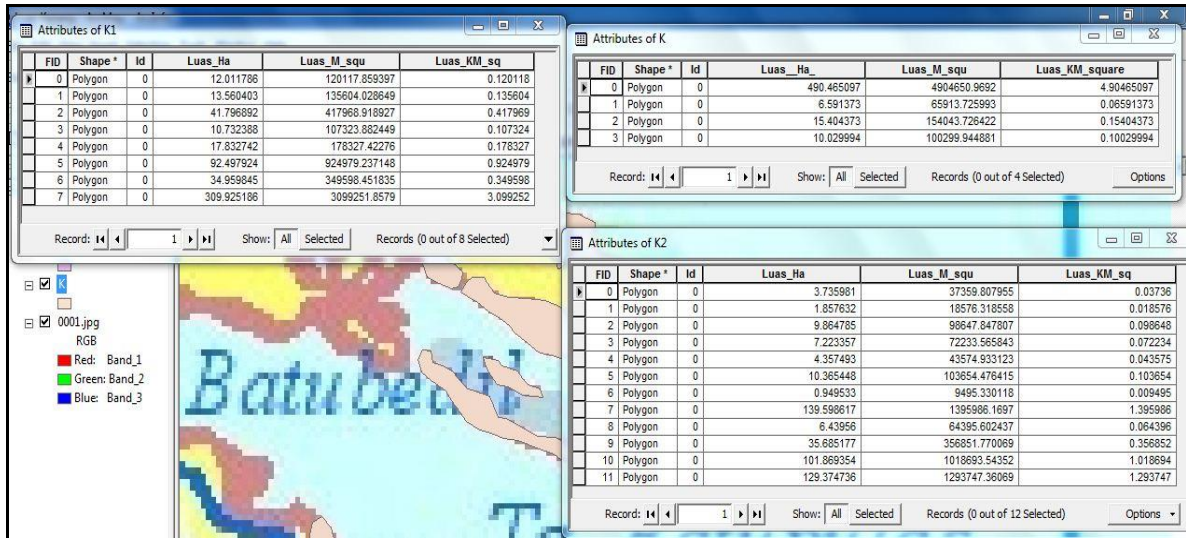 Attributes of K1
FID Shape * Id Luas_Ha Luas_M_squ Luas_KM_sq
0 Polygon 0 12.011786 120117.859397 0.120118
1 Polygon 0 13.560403 135604.028649 0.135604
2 Polygon 0 41.796892 417968.918927 0.417969
3 Polygon 0 10.732388 107323.882449 0.107324
4 Polygon 0 17.832742 178327.42276 0.178327
5 Polygon 0 92.497924 924979.237148 0.924979
6 Polygon 0 34.959845 349598.451835 0.349598
7 Polygon 0 309.925186 3099251.8579 3.099252
Record: 1 Show: All Selected Records (0 out of 8 Selected)
Attributes of K
FID Shape * Id Luas__Ha_ Luas_M_squ Luas_KM_square
0 Polygon 0 490.465097 4904650.9692 4.90465097
1 Polygon 0 6.591373 65913.725993 0.06591373
2 Polygon 0 15.404373 154043.726422 0.15404373
3 Polygon 0 10.029994 100299.944881 0.10029994
Record: 1 Show: All Selected Records (0 out of 4 Selected) Options
Attributes of K2
FID Shape * Id Luas_Ha Luas_M_squ Luas_KM_sq
0 Polygon 0 3.735981 37359.807955 0.03736
1 Polygon 0 1.857632 18576.318558 0.018576
2 Polygon 0 9.864785 98647.847807 0.098648
3 Polygon 0 7.223357 72233.565843 0.072234
4 Polygon 0 4.357493 43574.933123 0.043575
5 Polygon 0 10.365448 103654.476415 0.103654
6 Polygon 0 0.949533 9495.330118 0.009495
7 Polygon 0 139.598617 1395986.1697 1.395986
8 Polygon 0 6.43956 64395.602437 0.064396
9 Polygon 0 35.685177 356851.770069 0.356852
10 Polygon 0 101.869354 1018693.54352 1.018694
11 Polygon 0 129.374736 1293747.36069 1.293747
Record: 1 Show: All Selected Records (0 out of 12 Selected) Options
K
0001.jpg
RGB
Red: Band_1
Green: Band_2
Blue: Band_3